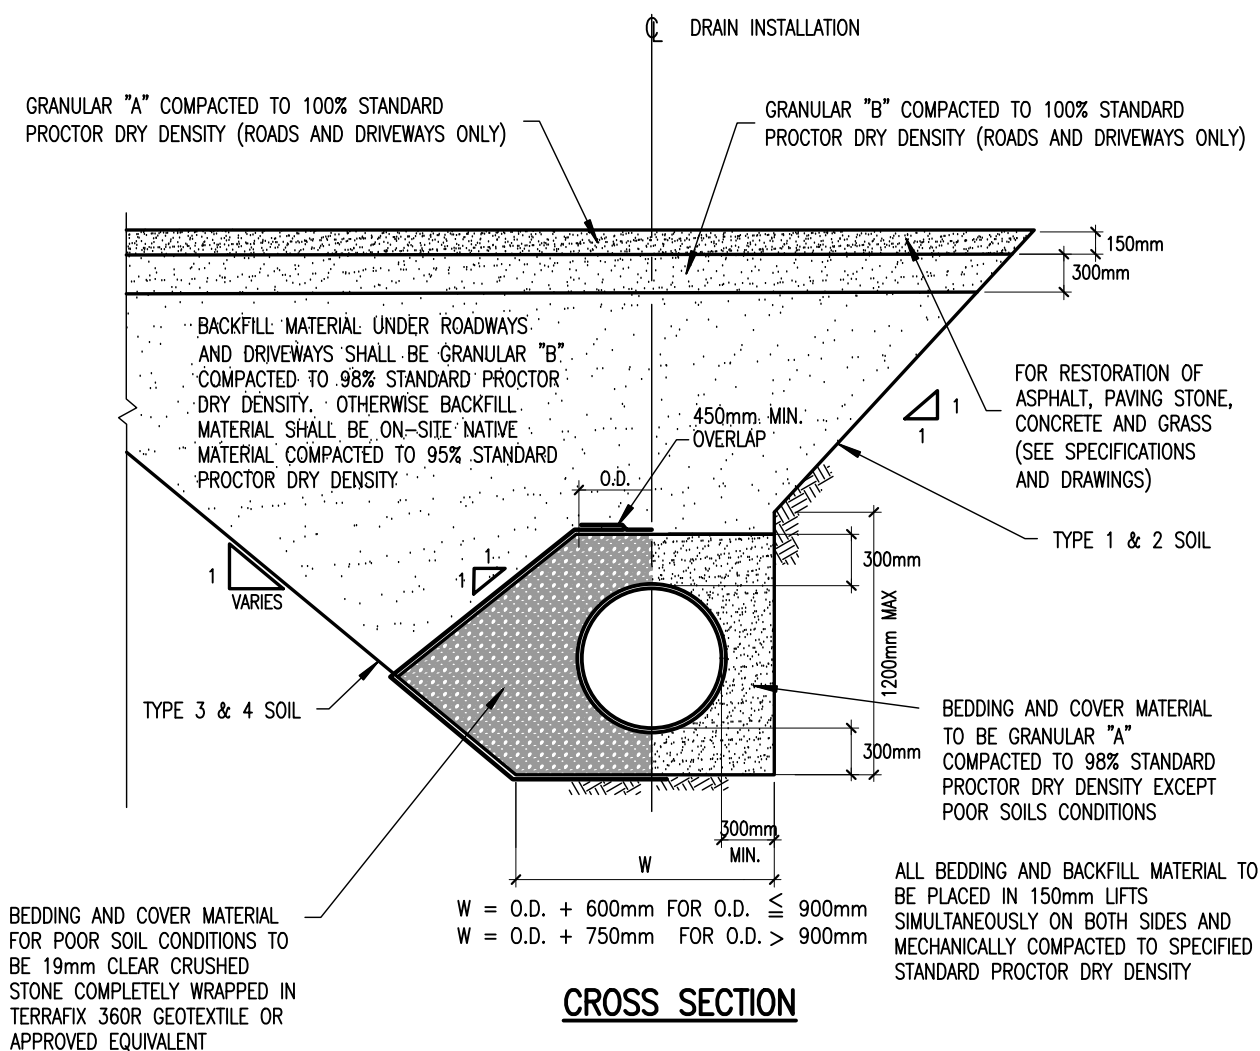 ℄ DRAIN INSTALLATION
GRANULAR "A" COMPACTED TO 100% STANDARD
PROCTOR DRY DENSITY (ROADS AND DRIVEWAYS ONLY)
GRANULAR "B" COMPACTED TO 100% STANDARD
PROCTOR DRY DENSITY (ROADS AND DRIVEWAYS ONLY)
150mm
300mm
BACKFILL MATERIAL UNDER ROADWAYS
AND DRIVEWAYS SHALL BE GRANULAR "B"
COMPACTED TO 98% STANDARD PROCTOR
DRY DENSITY. OTHERWISE BACKFILL
MATERIAL SHALL BE ON-SITE NATIVE
MATERIAL COMPACTED TO 95% STANDARD
PROCTOR DRY DENSITY
450mm MIN.
OVERLAP
O.D.
1
1
FOR RESTORATION OF
ASPHALT, PAVING STONE,
CONCRETE AND GRASS
(SEE SPECIFICATIONS
AND DRAWINGS)
TYPE 1 & 2 SOIL
1
VARIES
1
1
300mm
1200mm MAX
300mm
TYPE 3 & 4 SOIL
BEDDING AND COVER MATERIAL
TO BE GRANULAR "A"
COMPACTED TO 98% STANDARD
PROCTOR DRY DENSITY EXCEPT
POOR SOILS CONDITIONS
300mm
MIN.
W
W = O.D. + 600mm FOR O.D. ≦ 900mm
W = O.D. + 750mm FOR O.D. > 900mm
ALL BEDDING AND BACKFILL MATERIAL TO
BE PLACED IN 150mm LIFTS
SIMULTANEOUSLY ON BOTH SIDES AND
MECHANICALLY COMPACTED TO SPECIFIED
STANDARD PROCTOR DRY DENSITY
BEDDING AND COVER MATERIAL
FOR POOR SOIL CONDITIONS TO
BE 19mm CLEAR CRUSHED
STONE COMPLETELY WRAPPED IN
TERRAFIX 360R GEOTEXTILE OR
APPROVED EQUIVALENT
CROSS SECTION